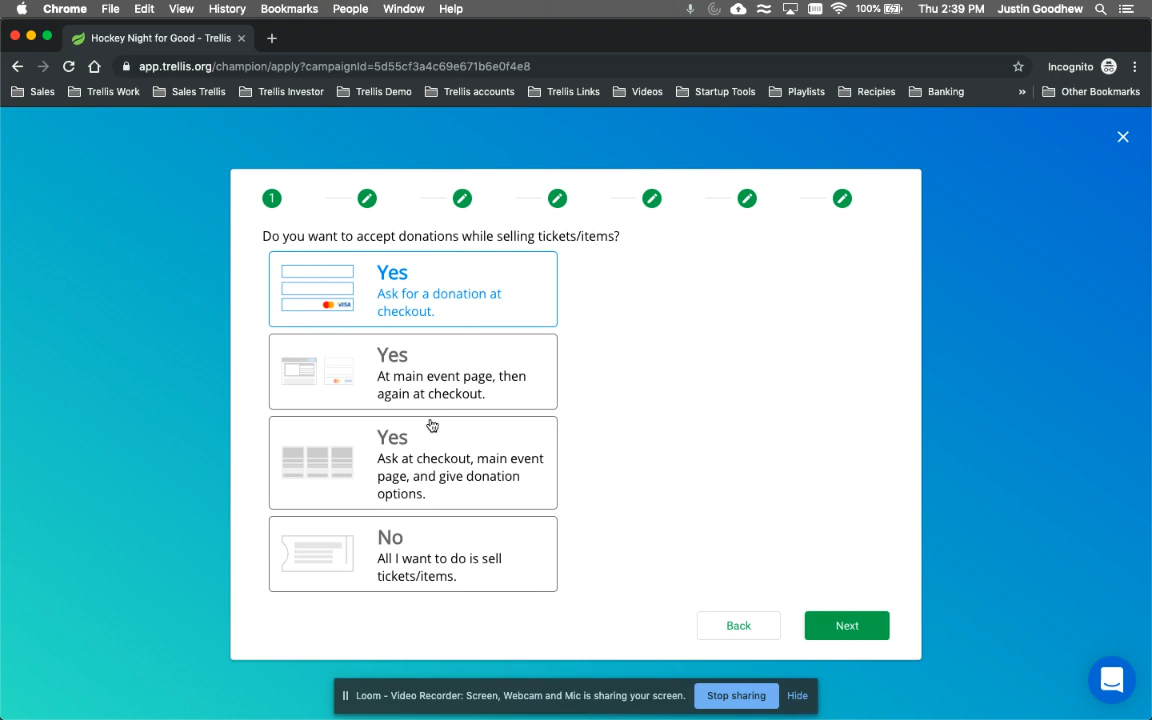 Chrome File Edit View History Bookmarks People Window Help 100% Thu 2:39 PM Justin Goodhew
Hockey Night for Good - Trellis
app.trellis.org/champion/apply?campaignId=5d55cf3a4c69e671b6e0f4e8 Incognito
Sales Trellis Work Sales Trellis Trellis Investor Trellis Demo Trellis accounts Trellis Links Videos Startup Tools Playlists Recipies Banking » Other Bookmarks
1
Do you want to accept donations while selling tickets/items?
Yes
Ask for a donation at
checkout.
VISA
Yes
At main event page, then
again at checkout.
Yes
Ask at checkout, main event
page, and give donation
options.
No
All I want to do is sell
tickets/items.
Back Next
Loom - Video Recorder: Screen, Webcam and Mic is sharing your screen. Stop sharing Hide